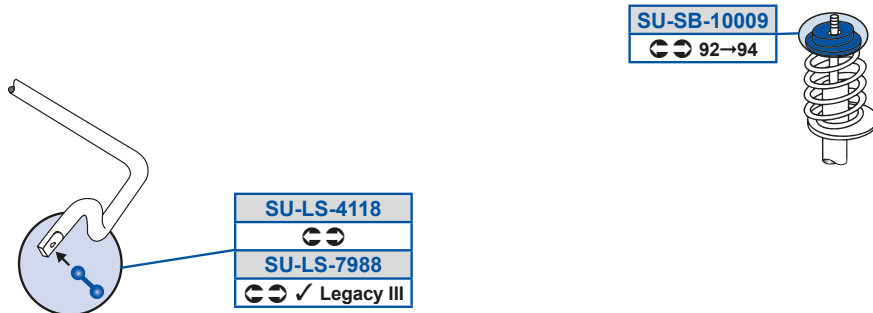 SU-SB-10009
92→94
SU-LS-4118
SU-LS-7988
✓ Legacy III